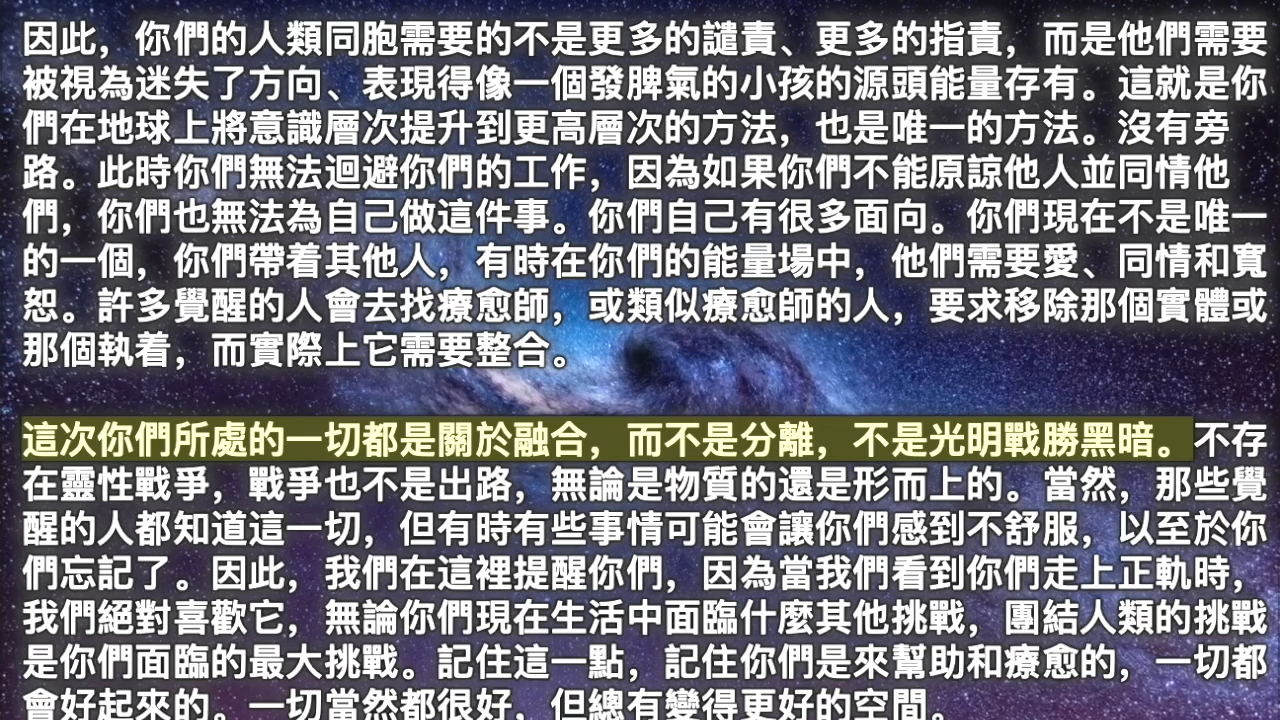 因此，你們的人類同胞需要的不是更多的譴責、更多的指責，而是他們需要
被視為迷失了方向、表現得像一個發脾氣的小孩的源頭能量存有。這就是你
們在地球上將意識層次提升到更高層次的方法，也是唯一的方法。沒有旁
路。此時你們無法迴避你們的工作，因為如果你們不能原諒他人並同情他
們，你們也無法為自己做這件事。你們自己有很多面向。你們現在不是唯一
的一個，你們帶着其他人，有時在你們的能量場中，他們需要愛、同情和寬
恕。許多覺醒的人會去找療愈師，或類似療愈師的人，要求移除那個實體或
那個執着，而實際上它需要整合。
這次你們所處的一切都是關於融合，而不是分離，不是光明戰勝黑暗。不存
在靈性戰爭，戰爭也不是出路，無論是物質的還是形而上的。當然，那些覺
醒的人都知道這一切，但有時有些事情可能會讓你們感到不舒服，以至於你
們忘記了。因此，我們在這裡提醒你們，因為當我們看到你們走上正軌時，
我們絕對喜歡它，無論你們現在生活中面臨什麼其他挑戰，團結人類的挑戰
是你們面臨的最大挑戰。記住這一點，記住你們是來幫助和療愈的，一切都
會好起來的。一切當然都很好，但總有變得更好的空間。